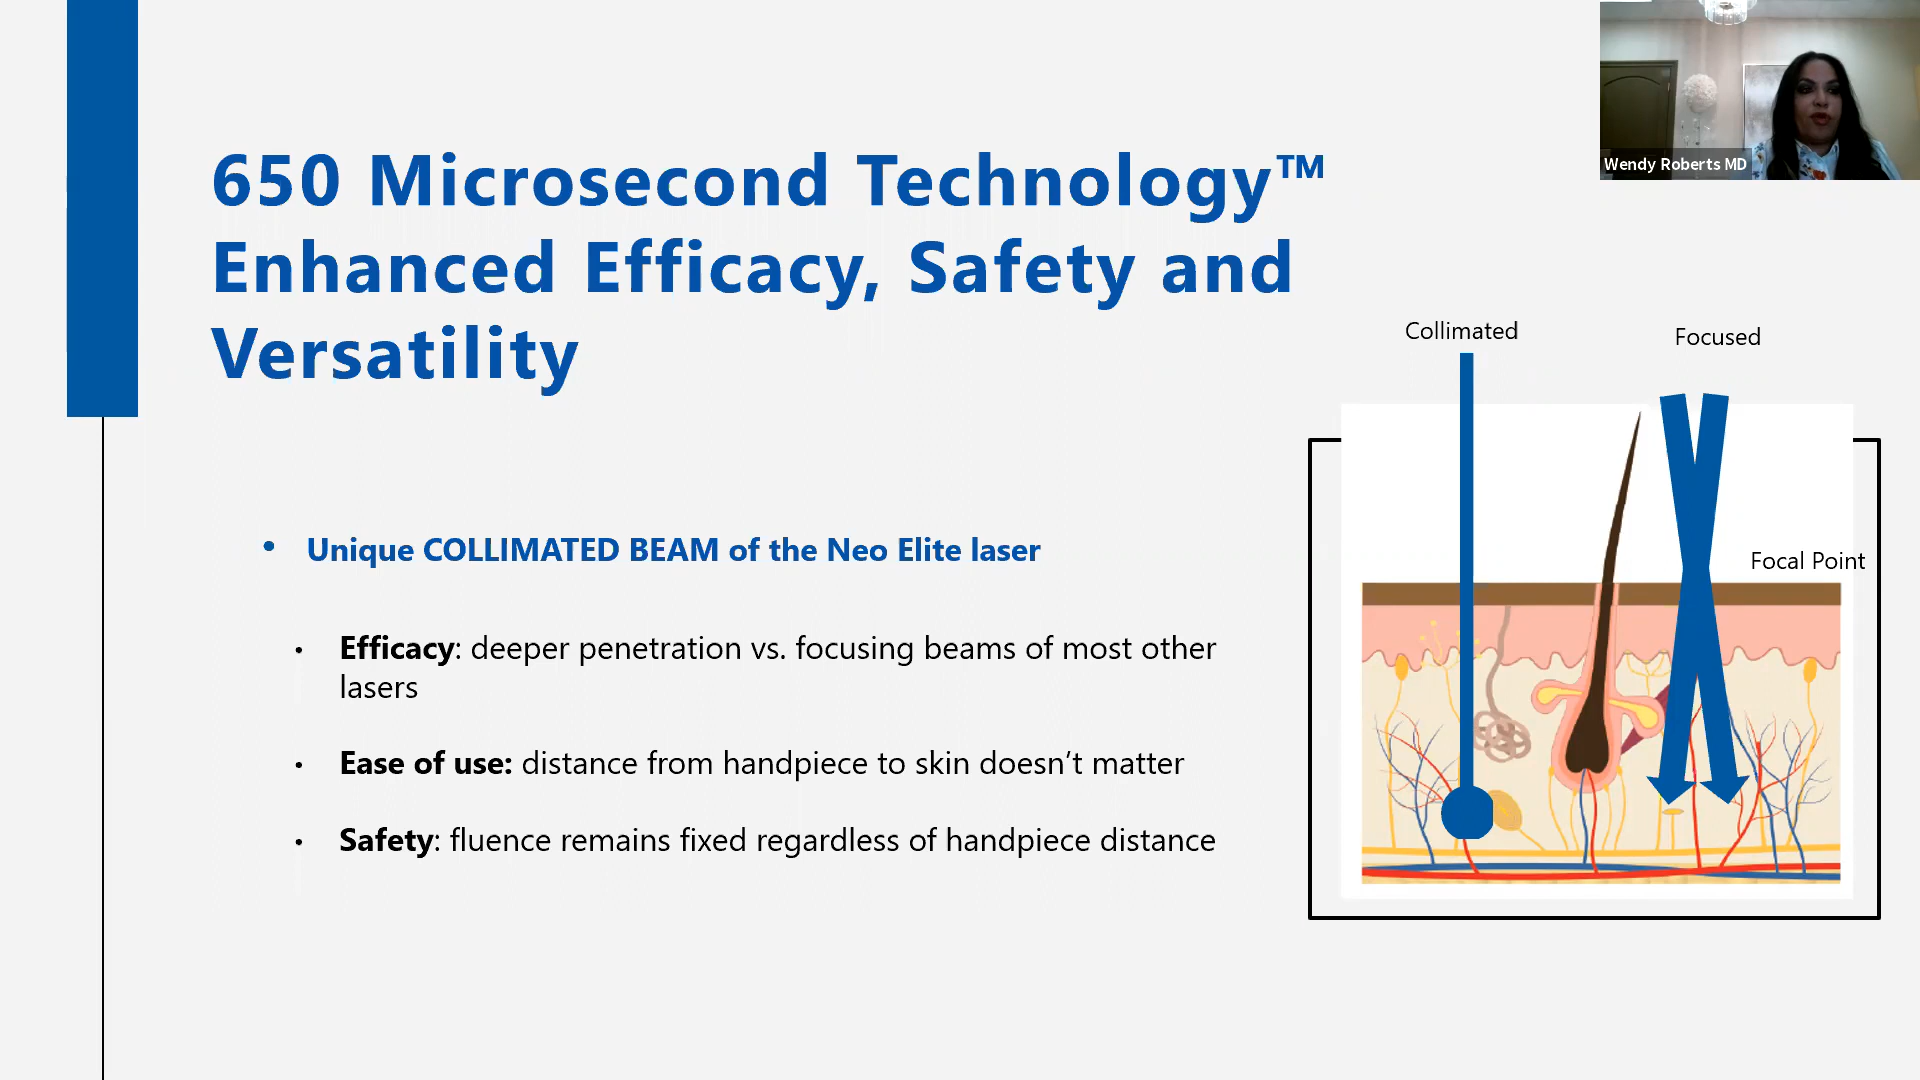 650 Microsecond Technology™
Enhanced Efficacy, Safety and
Versatility
Wendy Roberts MD
Collimated
Focused
Focal Point
• Unique COLLIMATED BEAM of the Neo Elite laser
• Efficacy: deeper penetration vs. focusing beams of most other
lasers
• Ease of use: distance from handpiece to skin doesn’t matter
• Safety: fluence remains fixed regardless of handpiece distance